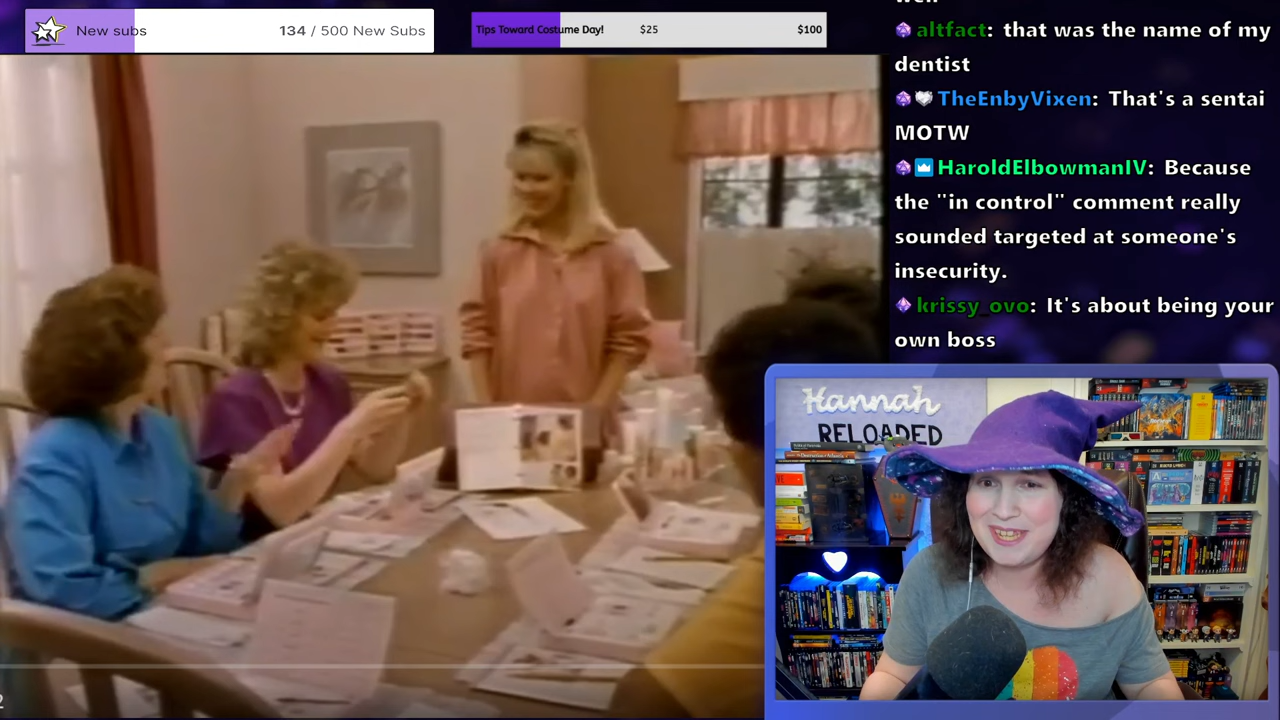 New subs
134 / 500 New Subs
Tips Toward Costume Day!
$25
$100
well
altfact: that was the name of my
dentist
TheEnbyVixen: That's a sentai
MOTW
HaroldElbowmanIV: Because
the "in control" comment really
sounded targeted at someone's
insecurity.
krissy_ovo: It's about being your
own boss
Hannah
RELOADED
2